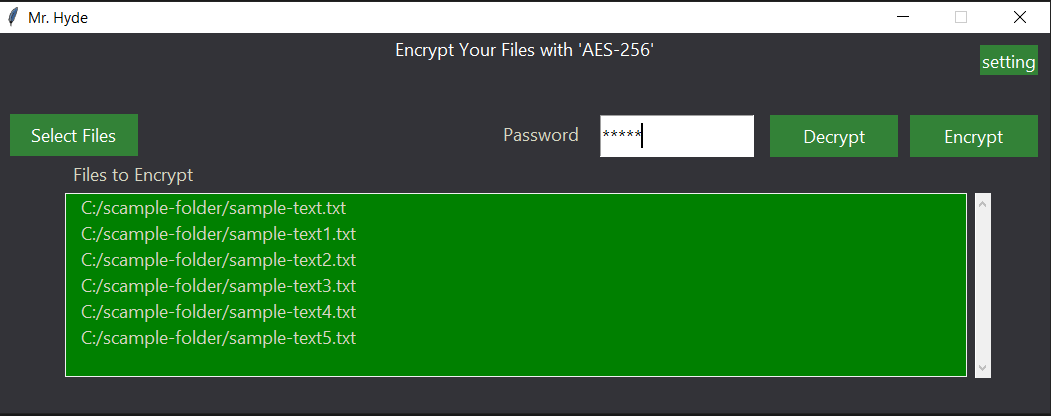 Mr. Hyde
Encrypt Your Files with 'AES-256'
setting
Select Files
Password
*****
Decrypt
Encrypt
Files to Encrypt
C:/scample-folder/sample-text.txt
C:/scample-folder/sample-text1.txt
C:/scample-folder/sample-text2.txt
C:/scample-folder/sample-text3.txt
C:/scample-folder/sample-text4.txt
C:/scample-folder/sample-text5.txt